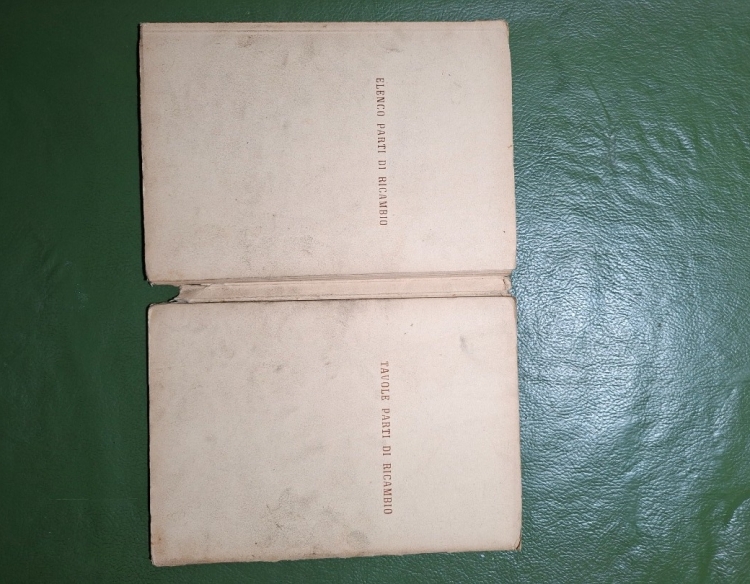 ELENCO PARTI DI RICAMBIO
TAVOLE PARTI DI RICAMBIO